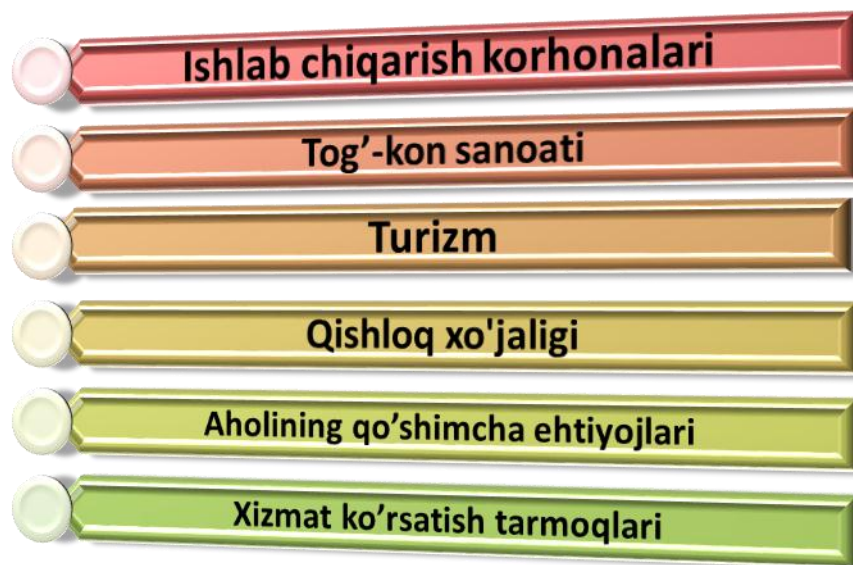 Ishlab chiqarish korhonalari
Tog’-kon sanoati
Turizm
Qishloq xo'jaligi
Aholining qo’shimcha ehtiyojlari
Xizmat ko’rsatish tarmoqlari